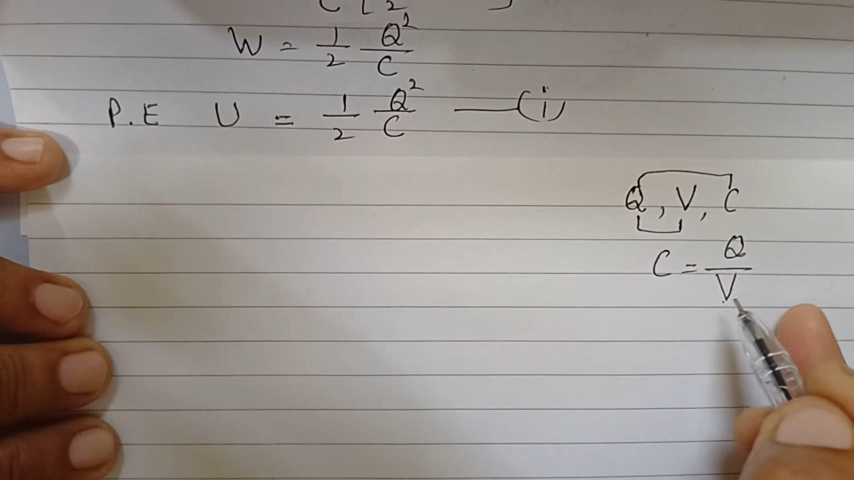 W = 1/2 Q²/C
P.E U = 1/2 Q²/C —(i)
Q, V, C
C = Q/V